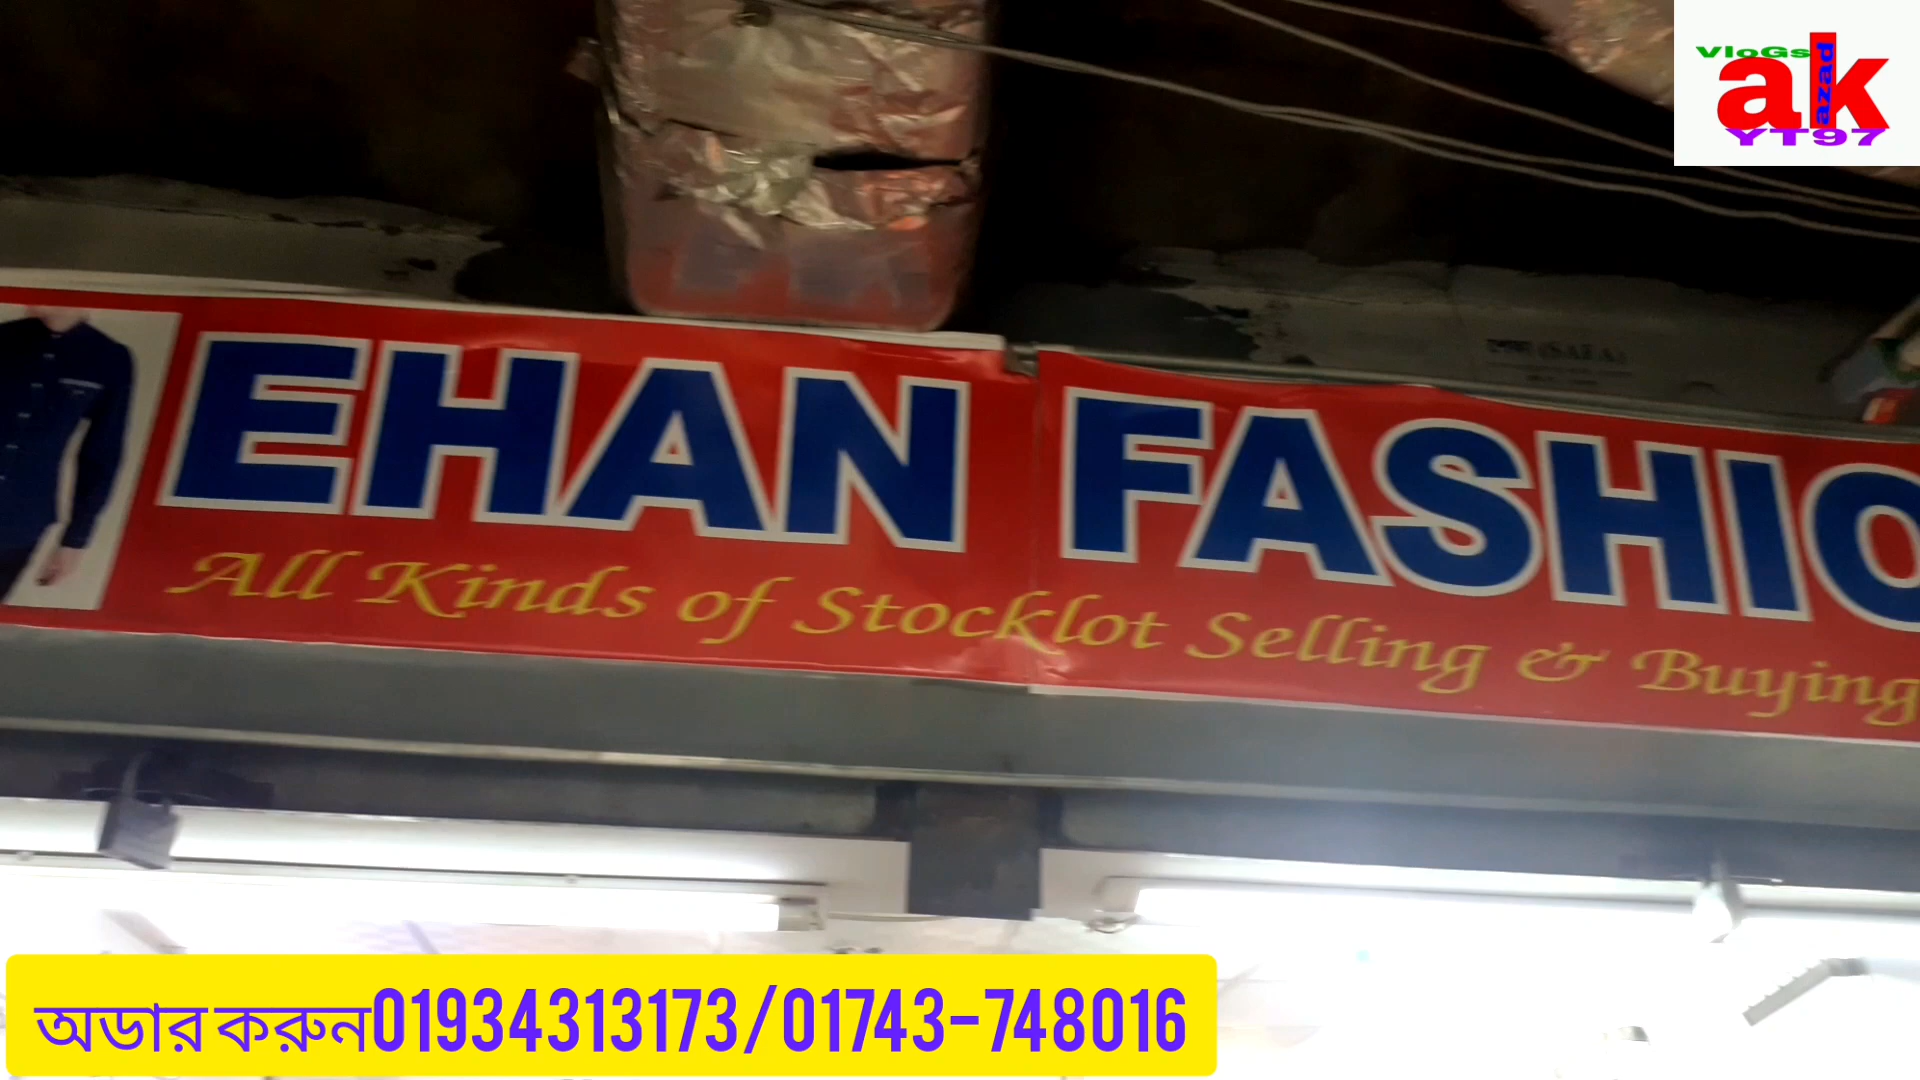 VloGs
ak
azad
YT97
EHAN FASHIO
All Kinds of Stocklot Selling & Buying
অডার করুন01934313173/01743-748016